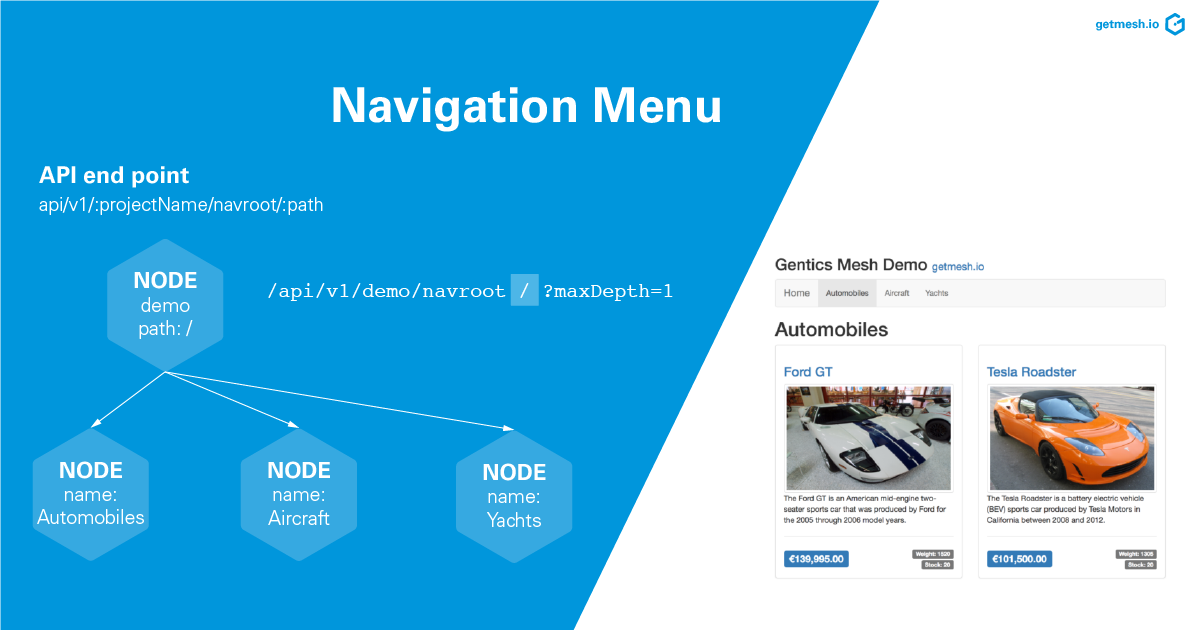 getmesh.io
Navigation Menu
API end point
api/v1/:projectName/navroot/:path
NODE
demo
path: /
/api/v1/demo/navroot / ?maxDepth=1
NODE
name:
Automobiles
NODE
name:
Aircraft
NODE
name:
Yachts
Gentics Mesh Demo getmesh.io
Home Automobiles Aircraft Yachts
Automobiles
Ford GT
The Ford GT is an American mid-engine two-
seater sports car that was produced by Ford for
the 2005 through 2006 model years.
€139,995.00
Weight: 1520
Stock: 20
Tesla Roadster
The Tesla Roadster is a battery electric vehicle
(BEV) sports car produced by Tesla Motors in
California between 2008 and 2012.
€101,500.00
Weight: 1305
Stock: 20